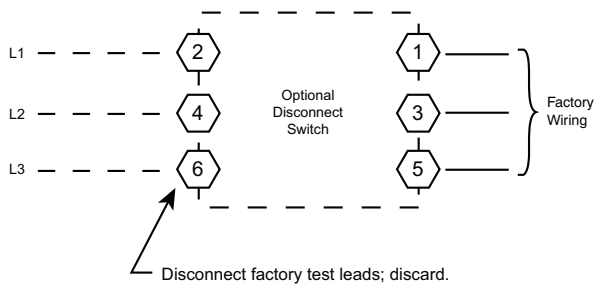 L1
2
1
L2
4
Optional
Disconnect
Switch
3
Factory
Wiring
L3
6
5
Disconnect factory test leads; discard.